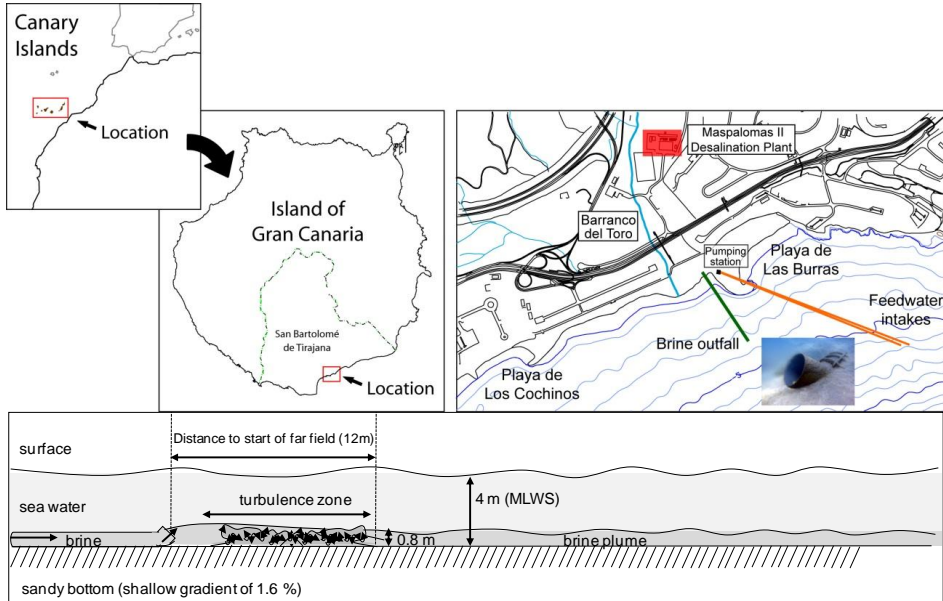 Canary
Islands
Location
Island of
Gran Canaria
San Bartolomé
de Tirajana
Location
Maspalomas II
Desalination Plant
Barranco
del Toro
Pumping
station
Playa de
Las Burras
Feedwater
intakes
Brine outfall
Playa de
Los Cochinos
Distance to start of far field (12m)
surface
4 m (MLWS)
turbulence zone
sea water
brine
0.8 m
brine plume
sandy bottom (shallow gradient of 1.6 %)